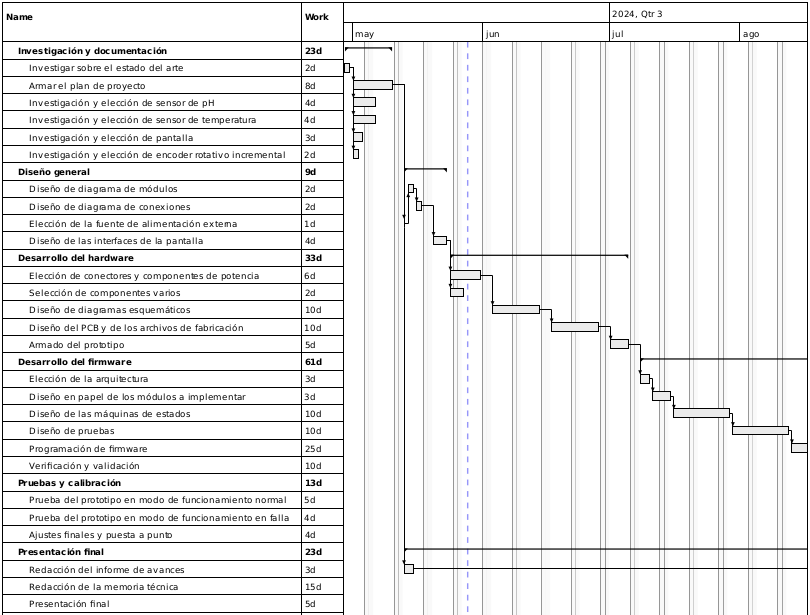 Name Work 2024, Qtr 3
may jun jul ago
Investigación y documentación 23d
Investigar sobre el estado del arte 2d
Armar el plan de proyecto 8d
Investigación y elección de sensor de pH 4d
Investigación y elección de sensor de temperatura 4d
Investigación y elección de pantalla 3d
Investigación y elección de encoder rotativo incremental 2d
Diseño general 9d
Diseño de diagrama de módulos 2d
Diseño de diagrama de conexiones 2d
Elección de la fuente de alimentación externa 1d
Diseño de las interfaces de la pantalla 4d
Desarrollo del hardware 33d
Elección de conectores y componentes de potencia 6d
Selección de componentes varios 2d
Diseño de diagramas esquemáticos 10d
Diseño del PCB y de los archivos de fabricación 10d
Armado del prototipo 5d
Desarrollo del firmware 61d
Elección de la arquitectura 3d
Diseño en papel de los módulos a implementar 3d
Diseño de las máquinas de estados 10d
Diseño de pruebas 10d
Programación de firmware 25d
Verificación y validación 10d
Pruebas y calibración 13d
Prueba del prototipo en modo de funcionamiento normal 5d
Prueba del prototipo en modo de funcionamiento en falla 4d
Ajustes finales y puesta a punto 4d
Presentación final 23d
Redacción del informe de avances 3d
Redacción de la memoria técnica 15d
Presentación final 5d